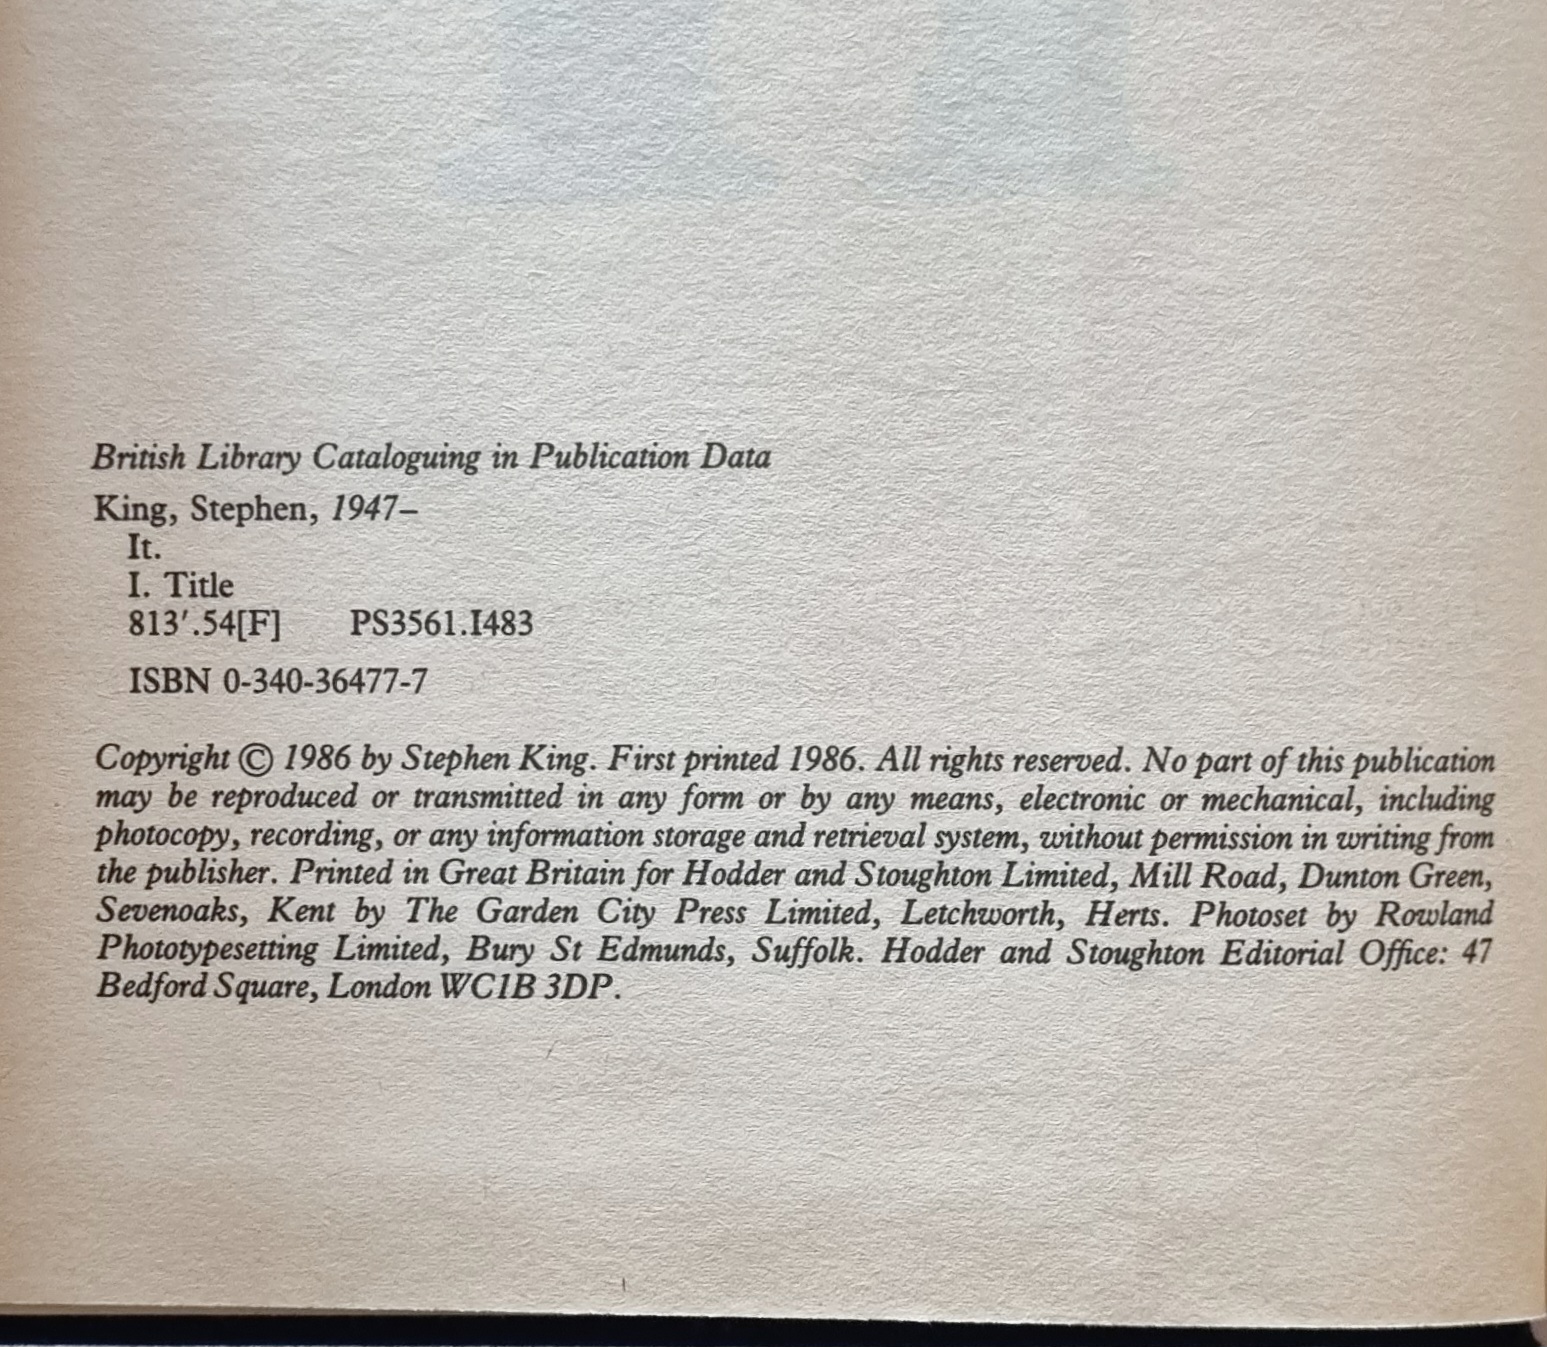 British Library Cataloguing in Publication Data
King, Stephen, 1947–
It.
I. Title
813′.54[F] PS3561.I483
ISBN 0-340-36477-7
Copyright © 1986 by Stephen King. First printed 1986. All rights reserved. No part of this publication
may be reproduced or transmitted in any form or by any means, electronic or mechanical, including
photocopy, recording, or any information storage and retrieval system, without permission in writing from
the publisher. Printed in Great Britain for Hodder and Stoughton Limited, Mill Road, Dunton Green,
Sevenoaks, Kent by The Garden City Press Limited, Letchworth, Herts. Photoset by Rowland
Phototypesetting Limited, Bury St Edmunds, Suffolk. Hodder and Stoughton Editorial Office: 47
Bedford Square, London WC1B 3DP.